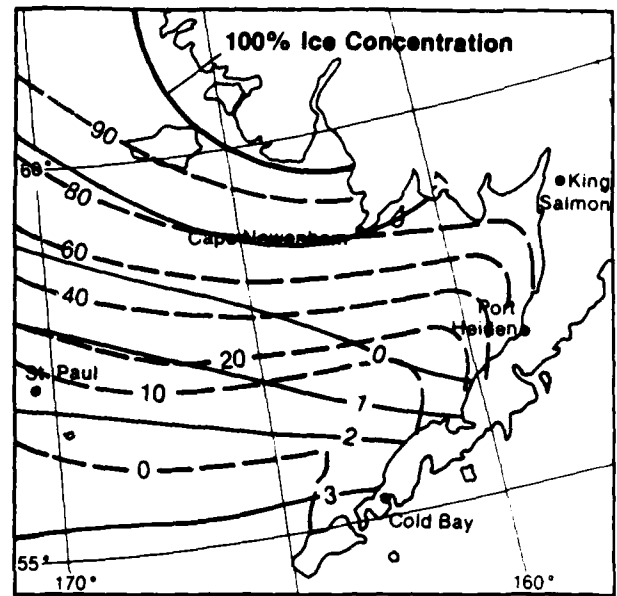 100% Ice Concentration
90
60°
King
Salmon
80
Cape Newenham
60
40
Port
Heiden
20
0
St. Paul
10
1
2
0
3
Cold Bay
55°
170°
160°